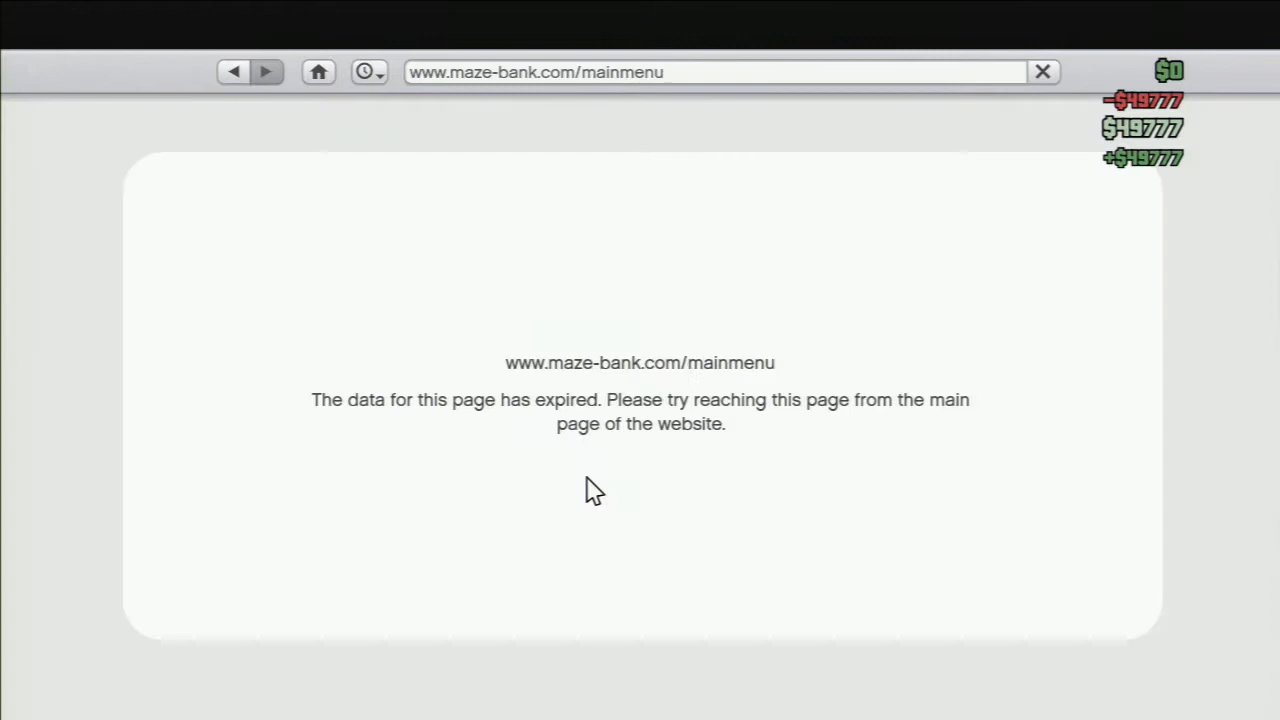 www.maze-bank.com/mainmenu
$0
-$49777
$49777
+$49777
www.maze-bank.com/mainmenu
The data for this page has expired. Please try reaching this page from the main
page of the website.